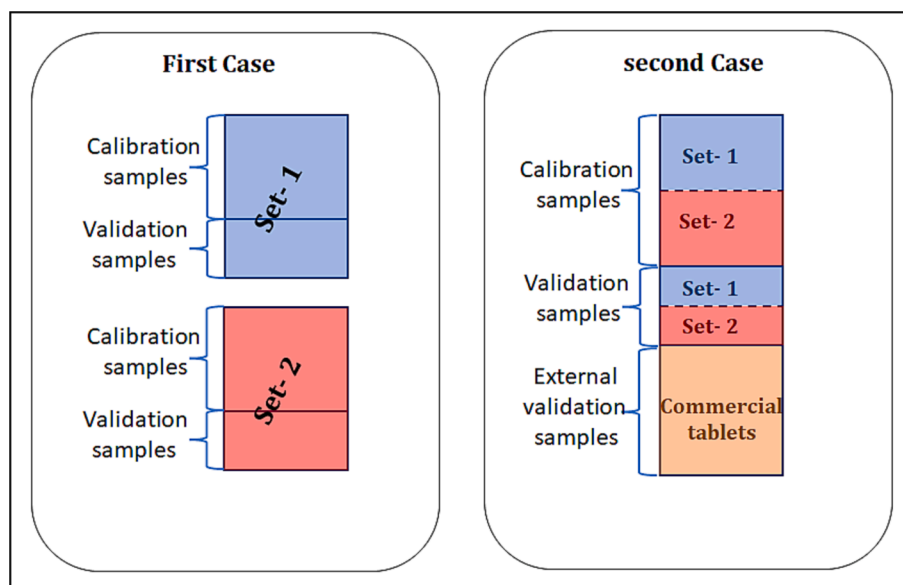 First Case
Calibration
samples
Set- 1
Validation
samples
Calibration
samples
Set- 2
Validation
samples
second Case
Calibration
samples
Set- 1
Set- 2
Validation
samples
Set- 1
Set- 2
External
validation
samples
Commercial
tablets